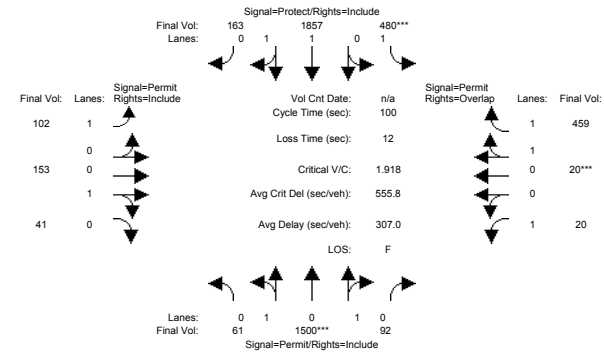 Signal=Protect/Rights=Include
Final Vol: 163 1857 480***
Lanes: 0 1 1 0 1
Signal=Permit
Final Vol: Lanes: Rights=Include
Vol Cnt Date: n/a
Signal=Permit
Rights=Overlap Lanes: Final Vol:
Cycle Time (sec): 100
102 1
1 459
Loss Time (sec): 12
0
1
153 0
Critical V/C: 1.918
0 20***
1
Avg Crit Del (sec/veh): 555.8
0
41 0
Avg Delay (sec/veh): 307.0
1 20
LOS: F
Lanes: 0 1 0 1 0
Final Vol: 61 1500*** 92
Signal=Permit/Rights=Include